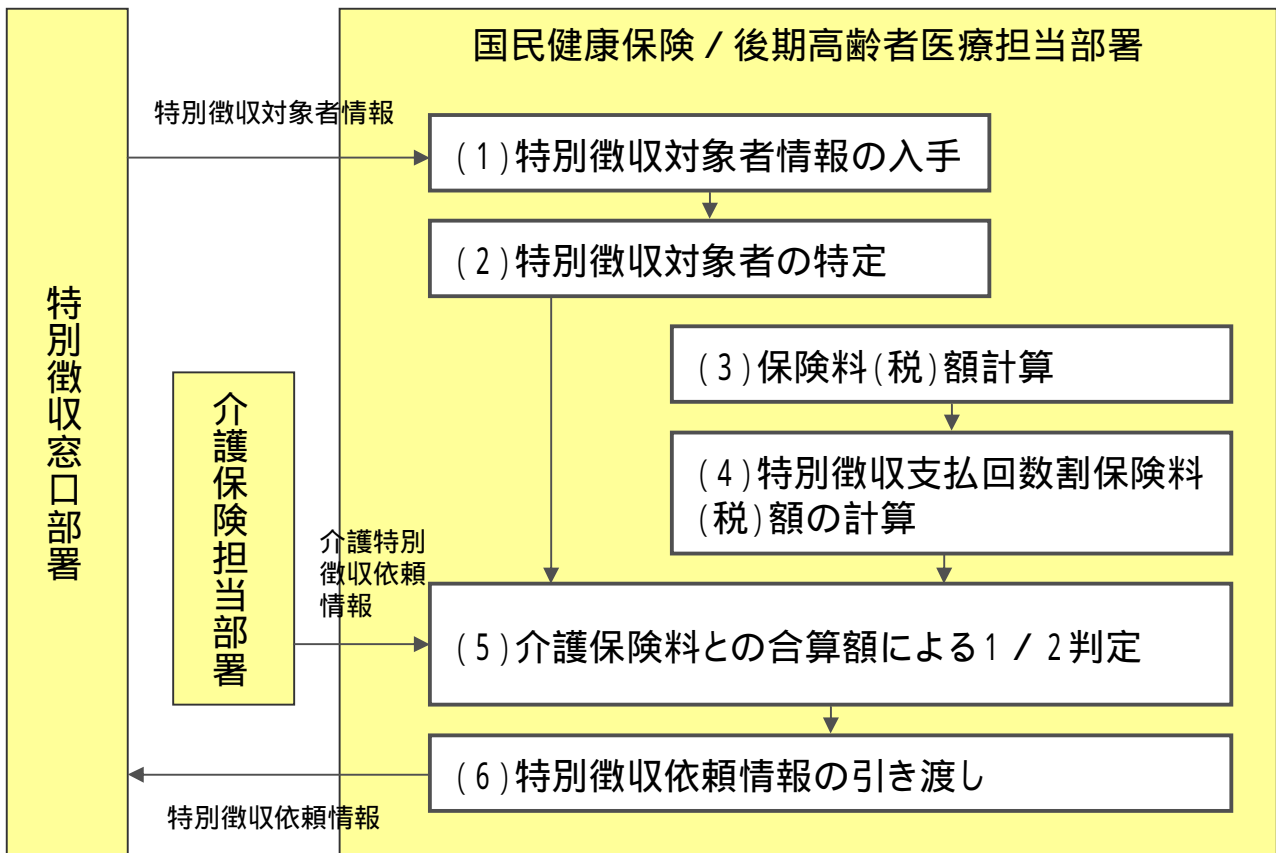 国民健康保険/後期高齢者医療担当部署
特別徴収対象者情報
(1)特別徴収対象者情報の入手
(2)特別徴収対象者の特定
特別徴収窓口部署
(3)保険料(税)額計算
介護保険担当部署
(4)特別徴収支払回数割保険料
(税)額の計算
介護特別
徴収依頼
情報
(5)介護保険料との合算額による1/2判定
(6)特別徴収依頼情報の引き渡し
特別徴収依頼情報